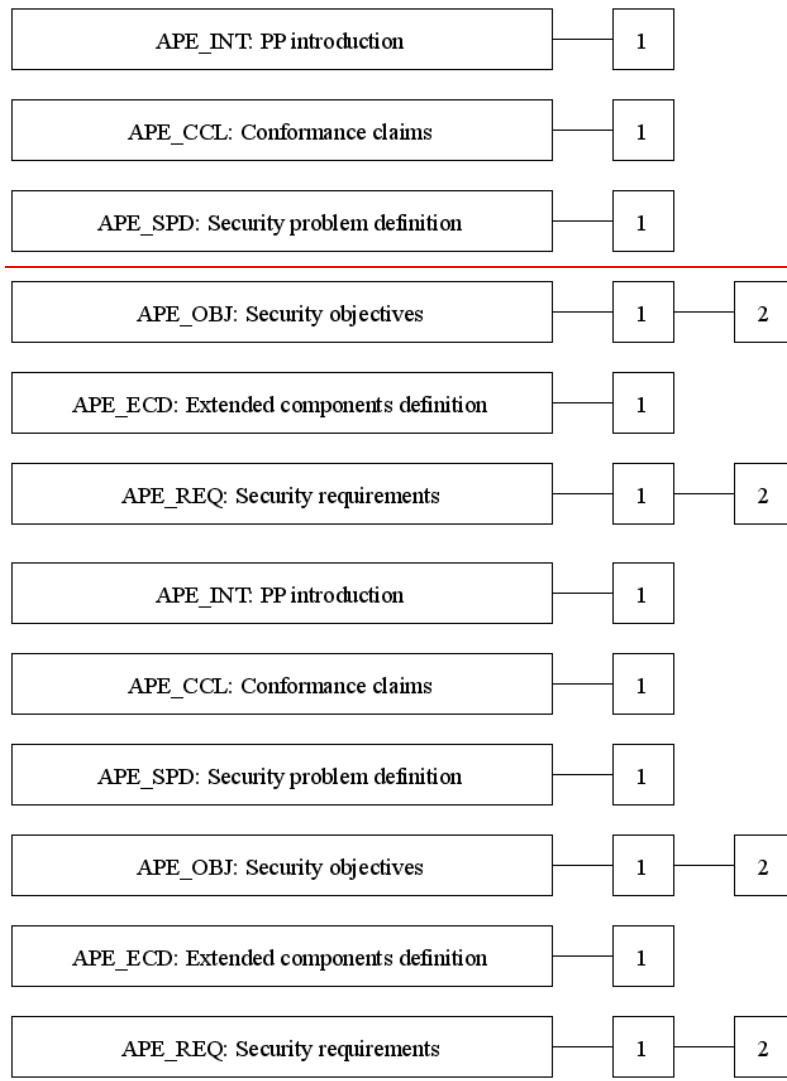 APE_INT: PP introduction 1
APE_CCL: Conformance claims 1
APE_SPD: Security problem definition 1
APE_OBJ: Security objectives 1 2
APE_ECD: Extended components definition 1
APE_REQ: Security requirements 1 2
APE_INT: PP introduction 1
APE_CCL: Conformance claims 1
APE_SPD: Security problem definition 1
APE_OBJ: Security objectives 1 2
APE_ECD: Extended components definition 1
APE_REQ: Security requirements 1 2